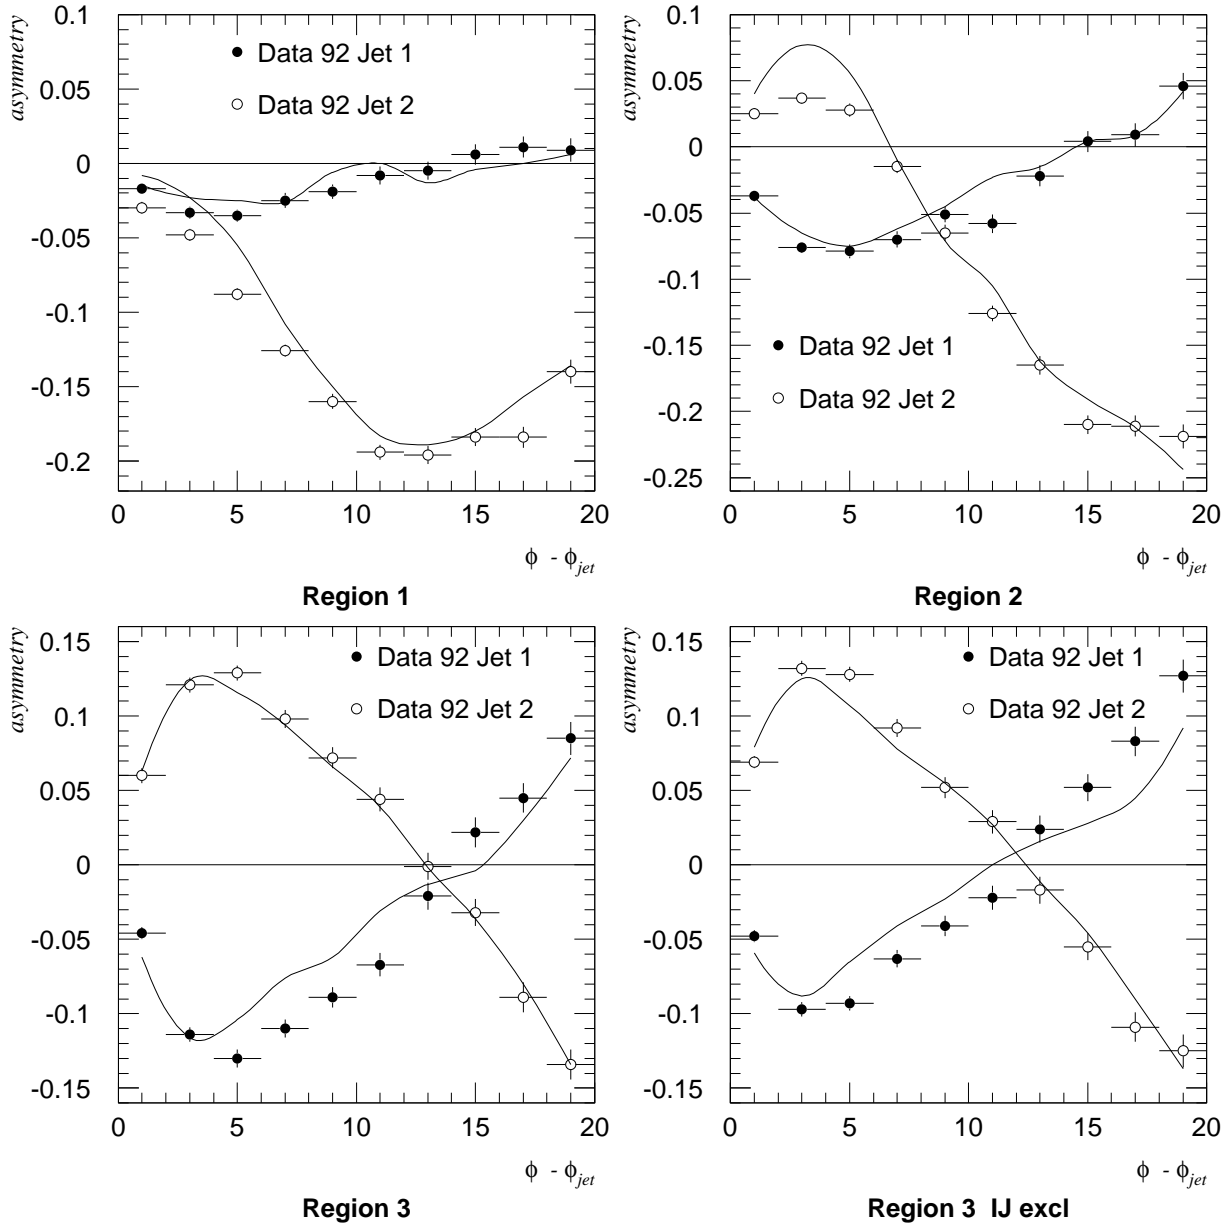 asymmetry
0.1
0.05
0
-0.05
-0.1
-0.15
-0.2
Data 92 Jet 1
Data 92 Jet 2
0 5 10 15 20
ϕ - ϕjet
Region 1
asymmetry
0.1
0.05
0
-0.05
-0.1
-0.15
-0.2
-0.25
Data 92 Jet 1
Data 92 Jet 2
0 5 10 15 20
ϕ - ϕjet
Region 2
asymmetry
0.15
0.1
0.05
0
-0.05
-0.1
-0.15
Data 92 Jet 1
Data 92 Jet 2
0 5 10 15 20
ϕ - ϕjet
Region 3
asymmetry
0.15
0.1
0.05
0
-0.05
-0.1
-0.15
Data 92 Jet 1
Data 92 Jet 2
0 5 10 15 20
ϕ - ϕjet
Region 3 IJ excl